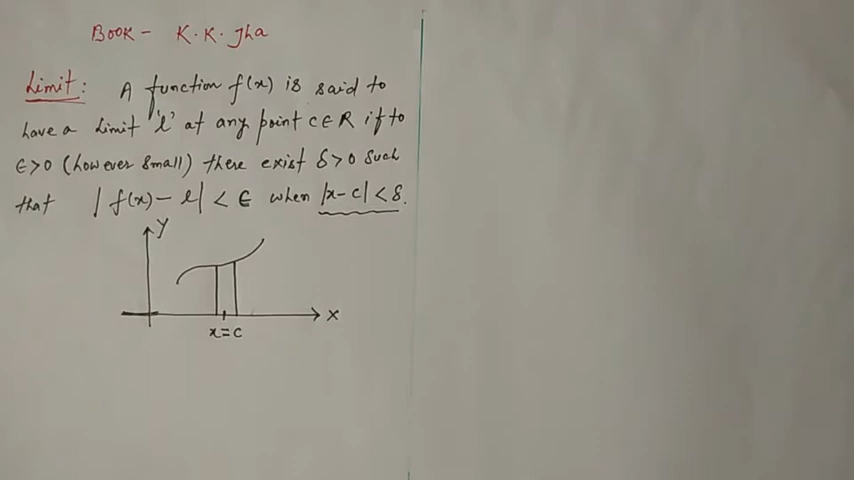 Book - K.K. Jha
Limit: A function f(x) is said to
have a limit 'l' at any point c∈R if to
∈>0 (however small) there exist δ>0 such
that |f(x)-l| < ∈ when |x-c| < δ.
Y
X
x=c